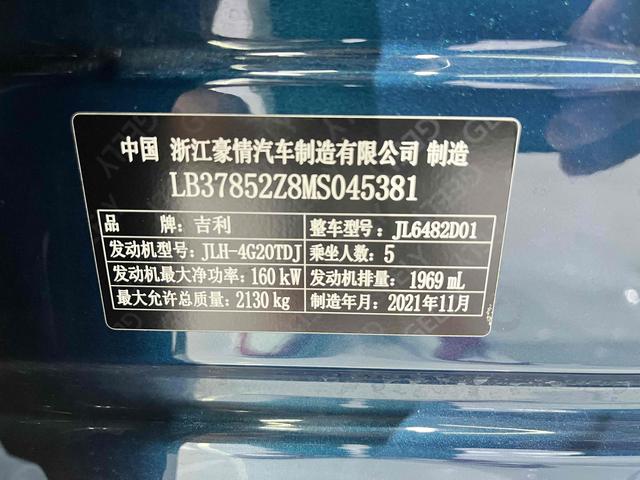 中国 浙江豪情汽车制造有限公司 制造
LB37852Z8MS045381
品牌：吉利 整车型号：JL6482D01
发动机型号：JLH-4G20TDJ 乘坐人数：5
发动机最大净功率：160 kW 发动机排量：1969 mL
最大允许总质量：2130 kg 制造年月：2021年11月